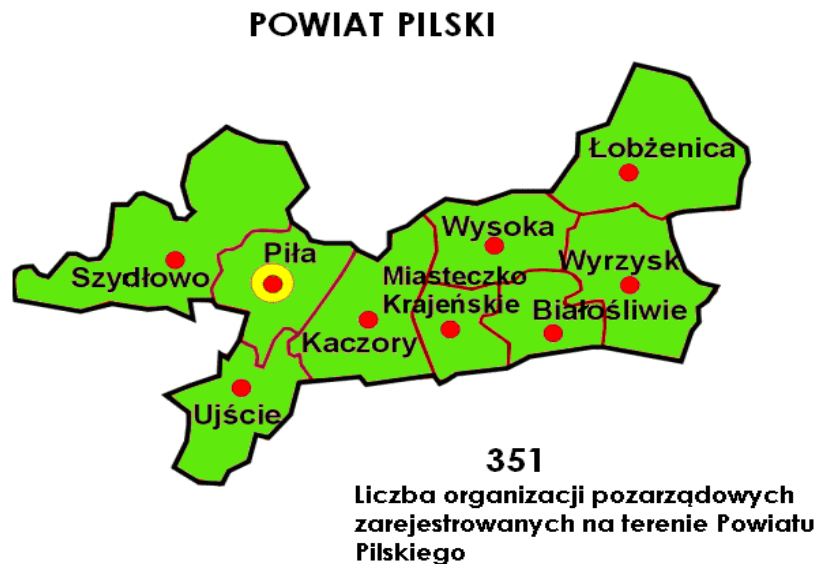 POWIAT PILSKI
Łobżenica
Wysoka
Piła
Wyrzysk
Szydłowo
Miasteczko
Krajeńskie
Białośliwie
Kaczory
Ujście
351
Liczba organizacji pozarządowych
zarejestrowanych na terenie Powiatu
Pilskiego